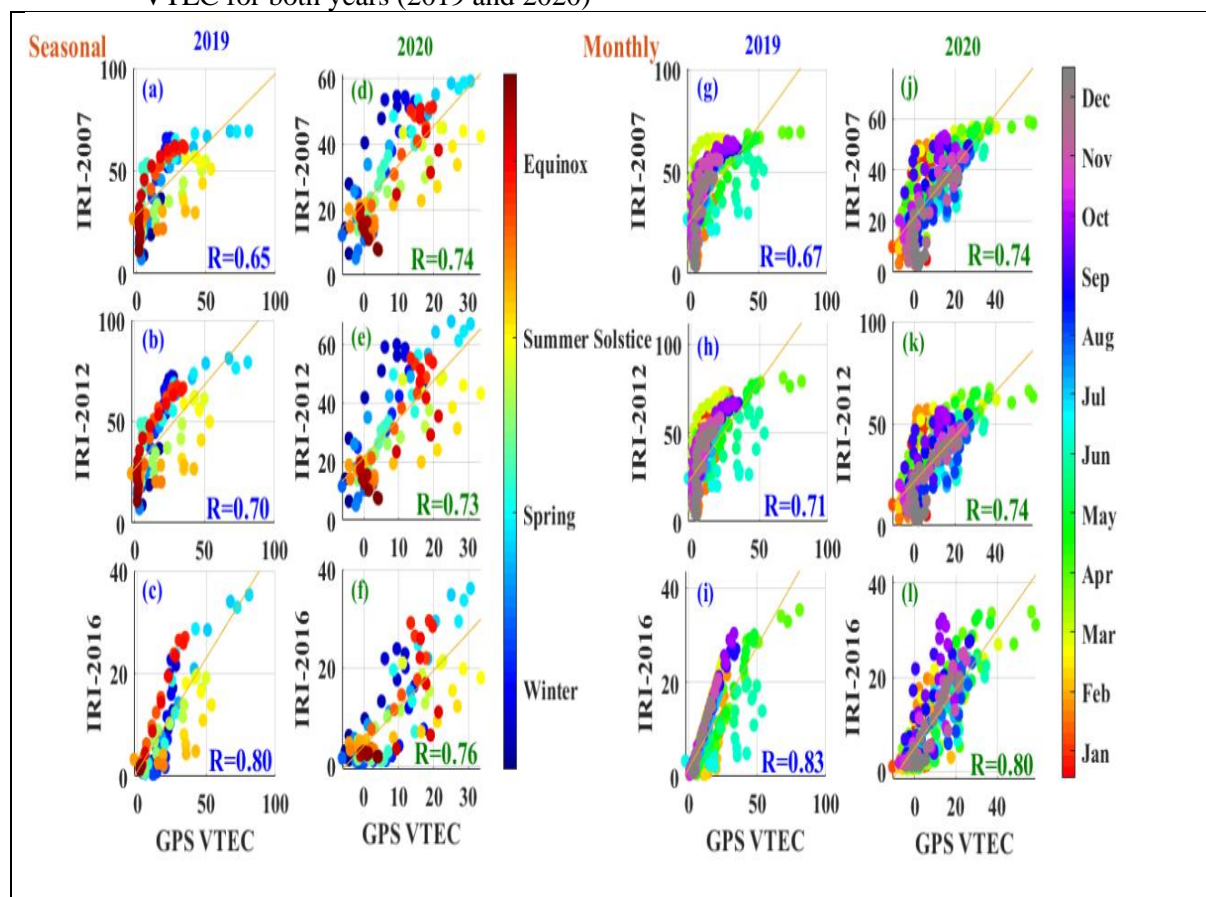 VTEC for both years (2019 and 2020)
Seasonal 2019 2020 Monthly 2019 2020
(a)
IRI-2007
100
50
0
R=0.65
0 50 100
(d)
IRI-2007
60
40
20
0
R=0.74
0 10 20 30
(b)
IRI-2012
100
50
0
R=0.70
0 50 100
(e)
IRI-2012
60
40
20
0
R=0.73
0 10 20 30
(c)
IRI-2016
40
20
0
R=0.80
0 50 100
GPS VTEC
(f)
IRI-2016
40
20
0
R=0.76
0 10 20 30
GPS VTEC
Equinox
Summer Solstice
Spring
Winter
(g)
IRI-2007
100
50
0
R=0.67
0 50 100
(j)
IRI-2007
60
40
20
0
R=0.74
0 20 40
(h)
IRI-2012
100
50
0
R=0.71
0 50 100
(k)
IRI-2012
100
50
0
R=0.74
0 20 40
(i)
IRI-2016
40
20
0
R=0.83
0 50 100
GPS VTEC
(l)
IRI-2016
40
20
0
R=0.80
0 20 40
GPS VTEC
Dec
Nov
Oct
Sep
Aug
Jul
Jun
May
Apr
Mar
Feb
Jan